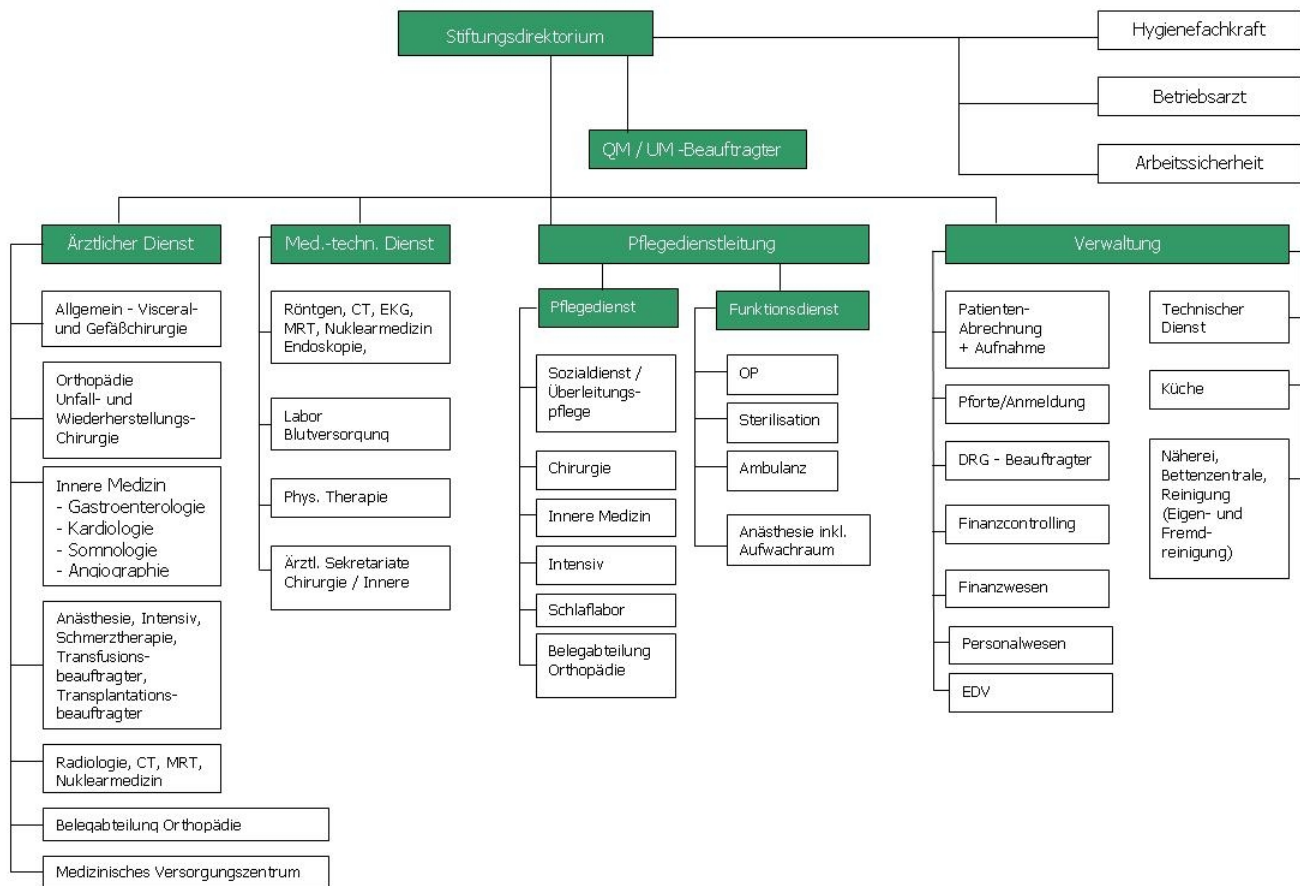 Stiftungsdirektorium
Hygienefachkraft
Betriebsarzt
Arbeitssicherheit
QM / UM -Beauftragter
Ärztlicher Dienst
Allgemein - Visceral-
und Gefäßchirurgie
Orthopädie
Unfall- und
Wiederherstellungs-
Chirurgie
Innere Medizin
- Gastroenterologie
- Kardiologie
- Somnologie
- Angiographie
Anästhesie, Intensiv,
Schmerztherapie,
Transfusions-
beauftragter,
Transplantations-
beauftragter
Radiologie, CT, MRT,
Nuklearmedizin
Belegabteilung Orthopädie
Medizinisches Versorgungszentrum
Med.-techn. Dienst
Röntgen, CT, EKG,
MRT, Nuklearmedizin
Endoskopie,
Labor
Blutversorgung
Phys. Therapie
Ärztl. Sekretariate
Chirurgie / Innere
Pflegedienstleitung
Pflegedienst
Sozialdienst /
Überleitungs-
pflege
Chirurgie
Innere Medizin
Intensiv
Schlaflabor
Belegabteilung
Orthopädie
Funktionsdienst
OP
Sterilisation
Ambulanz
Anästhesie inkl.
Aufwachraum
Verwaltung
Patienten-
Abrechnung
+ Aufnahme
Pforte/Anmeldung
DRG - Beauftragter
Finanzcontrolling
Finanzwesen
Personalwesen
EDV
Technischer
Dienst
Küche
Näherei,
Bettenzentrale,
Reinigung
(Eigen- und
Fremd-
reinigung)